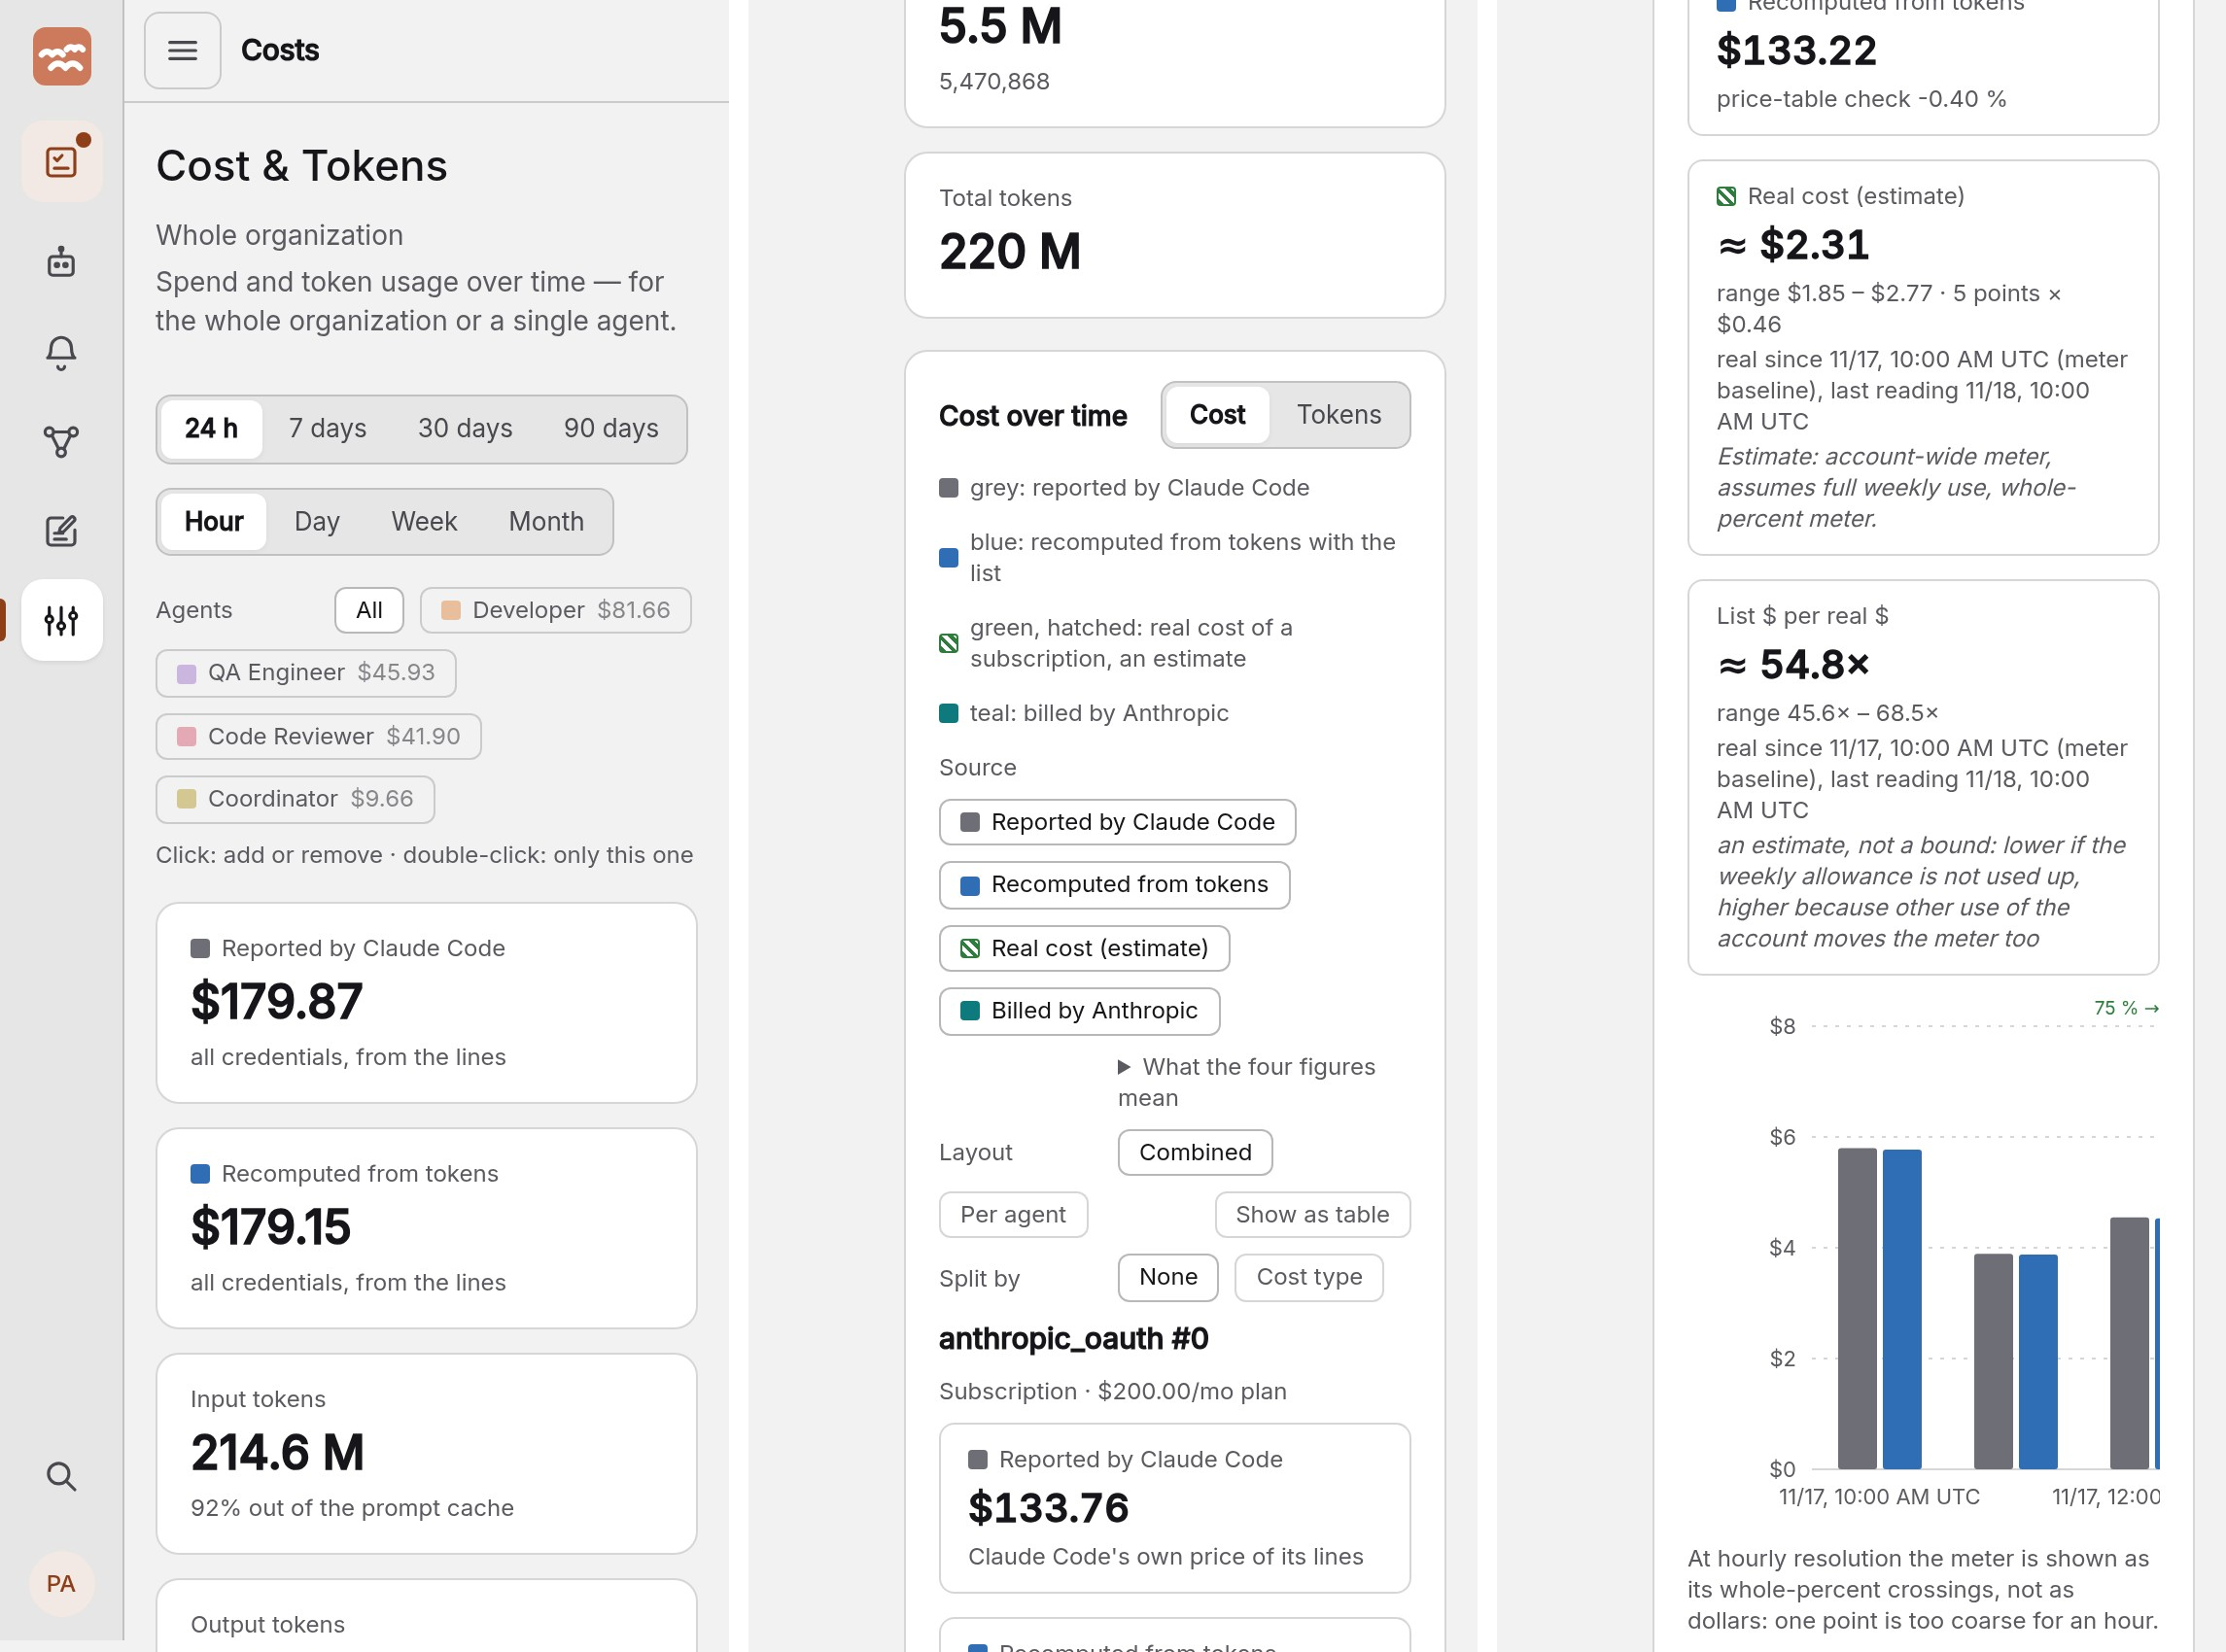 Costs
Cost & Tokens
Whole organization
Spend and token usage over time — for
the whole organization or a single agent.
24 h 7 days 30 days 90 days
Hour Day Week Month
Agents All Developer $81.66
QA Engineer $45.93
Code Reviewer $41.90
Coordinator $9.66
Click: add or remove · double-click: only this one
Reported by Claude Code
$179.87
all credentials, from the lines
Recomputed from tokens
$179.15
all credentials, from the lines
Input tokens
214.6 M
92% out of the prompt cache
Output tokens
PA
5.5 M
5,470,868
Total tokens
220 M
Cost over time Cost Tokens
grey: reported by Claude Code
blue: recomputed from tokens with the
list
green, hatched: real cost of a
subscription, an estimate
teal: billed by Anthropic
Source
Reported by Claude Code
Recomputed from tokens
Real cost (estimate)
Billed by Anthropic
▶ What the four figures
mean
Layout Combined
Per agent Show as table
Split by None Cost type
anthropic_oauth #0
Subscription · $200.00/mo plan
Reported by Claude Code
$133.76
Claude Code's own price of its lines
Recomputed from tokens
Recomputed from tokens
$133.22
price-table check -0.40 %
Real cost (estimate)
≈ $2.31
range $1.85 – $2.77 · 5 points ×
$0.46
real since 11/17, 10:00 AM UTC (meter
baseline), last reading 11/18, 10:00
AM UTC
Estimate: account-wide meter,
assumes full weekly use, whole-
percent meter.
List $ per real $
≈ 54.8×
range 45.6× – 68.5×
real since 11/17, 10:00 AM UTC (meter
baseline), last reading 11/18, 10:00
AM UTC
an estimate, not a bound: lower if the
weekly allowance is not used up,
higher because other use of the
account moves the meter too
75 % →
$8
$6
$4
$2
$0
11/17, 10:00 AM UTC 11/17, 12:00
At hourly resolution the meter is shown as
its whole-percent crossings, not as
dollars: one point is too coarse for an hour.